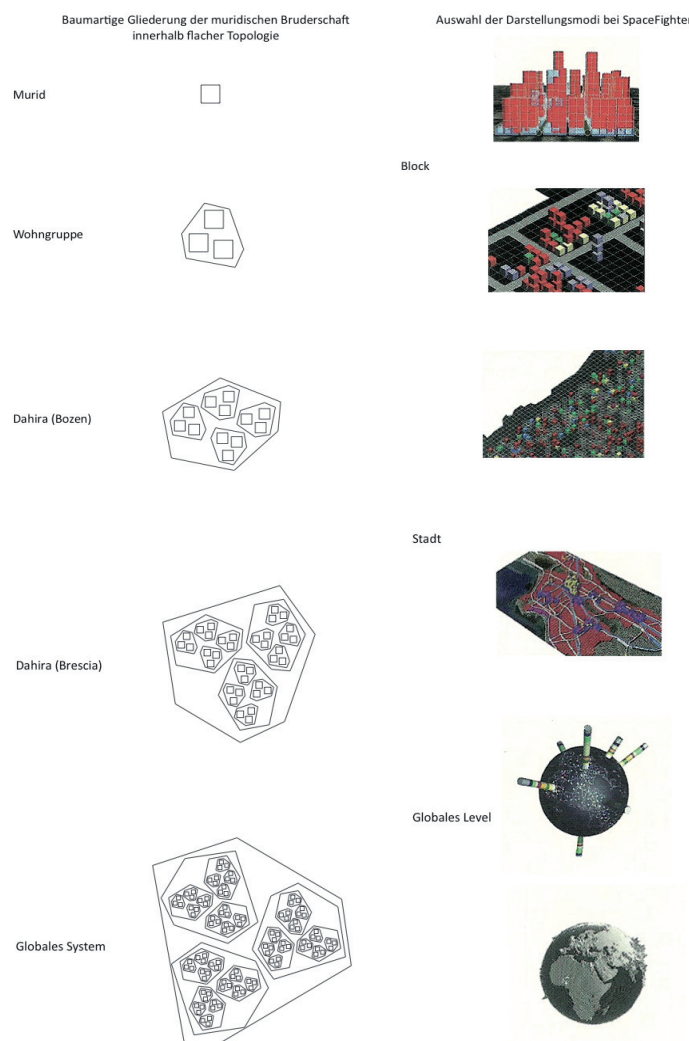 Baumartige Gliederung der muridischen Bruderschaft
innerhalb flacher Topologie
Murid
Wohngruppe
Dahira (Bozen)
Dahira (Brescia)
Globales System
Auswahl der Darstellungsmodi bei SpaceFighter
Block
Stadt
Globales Level